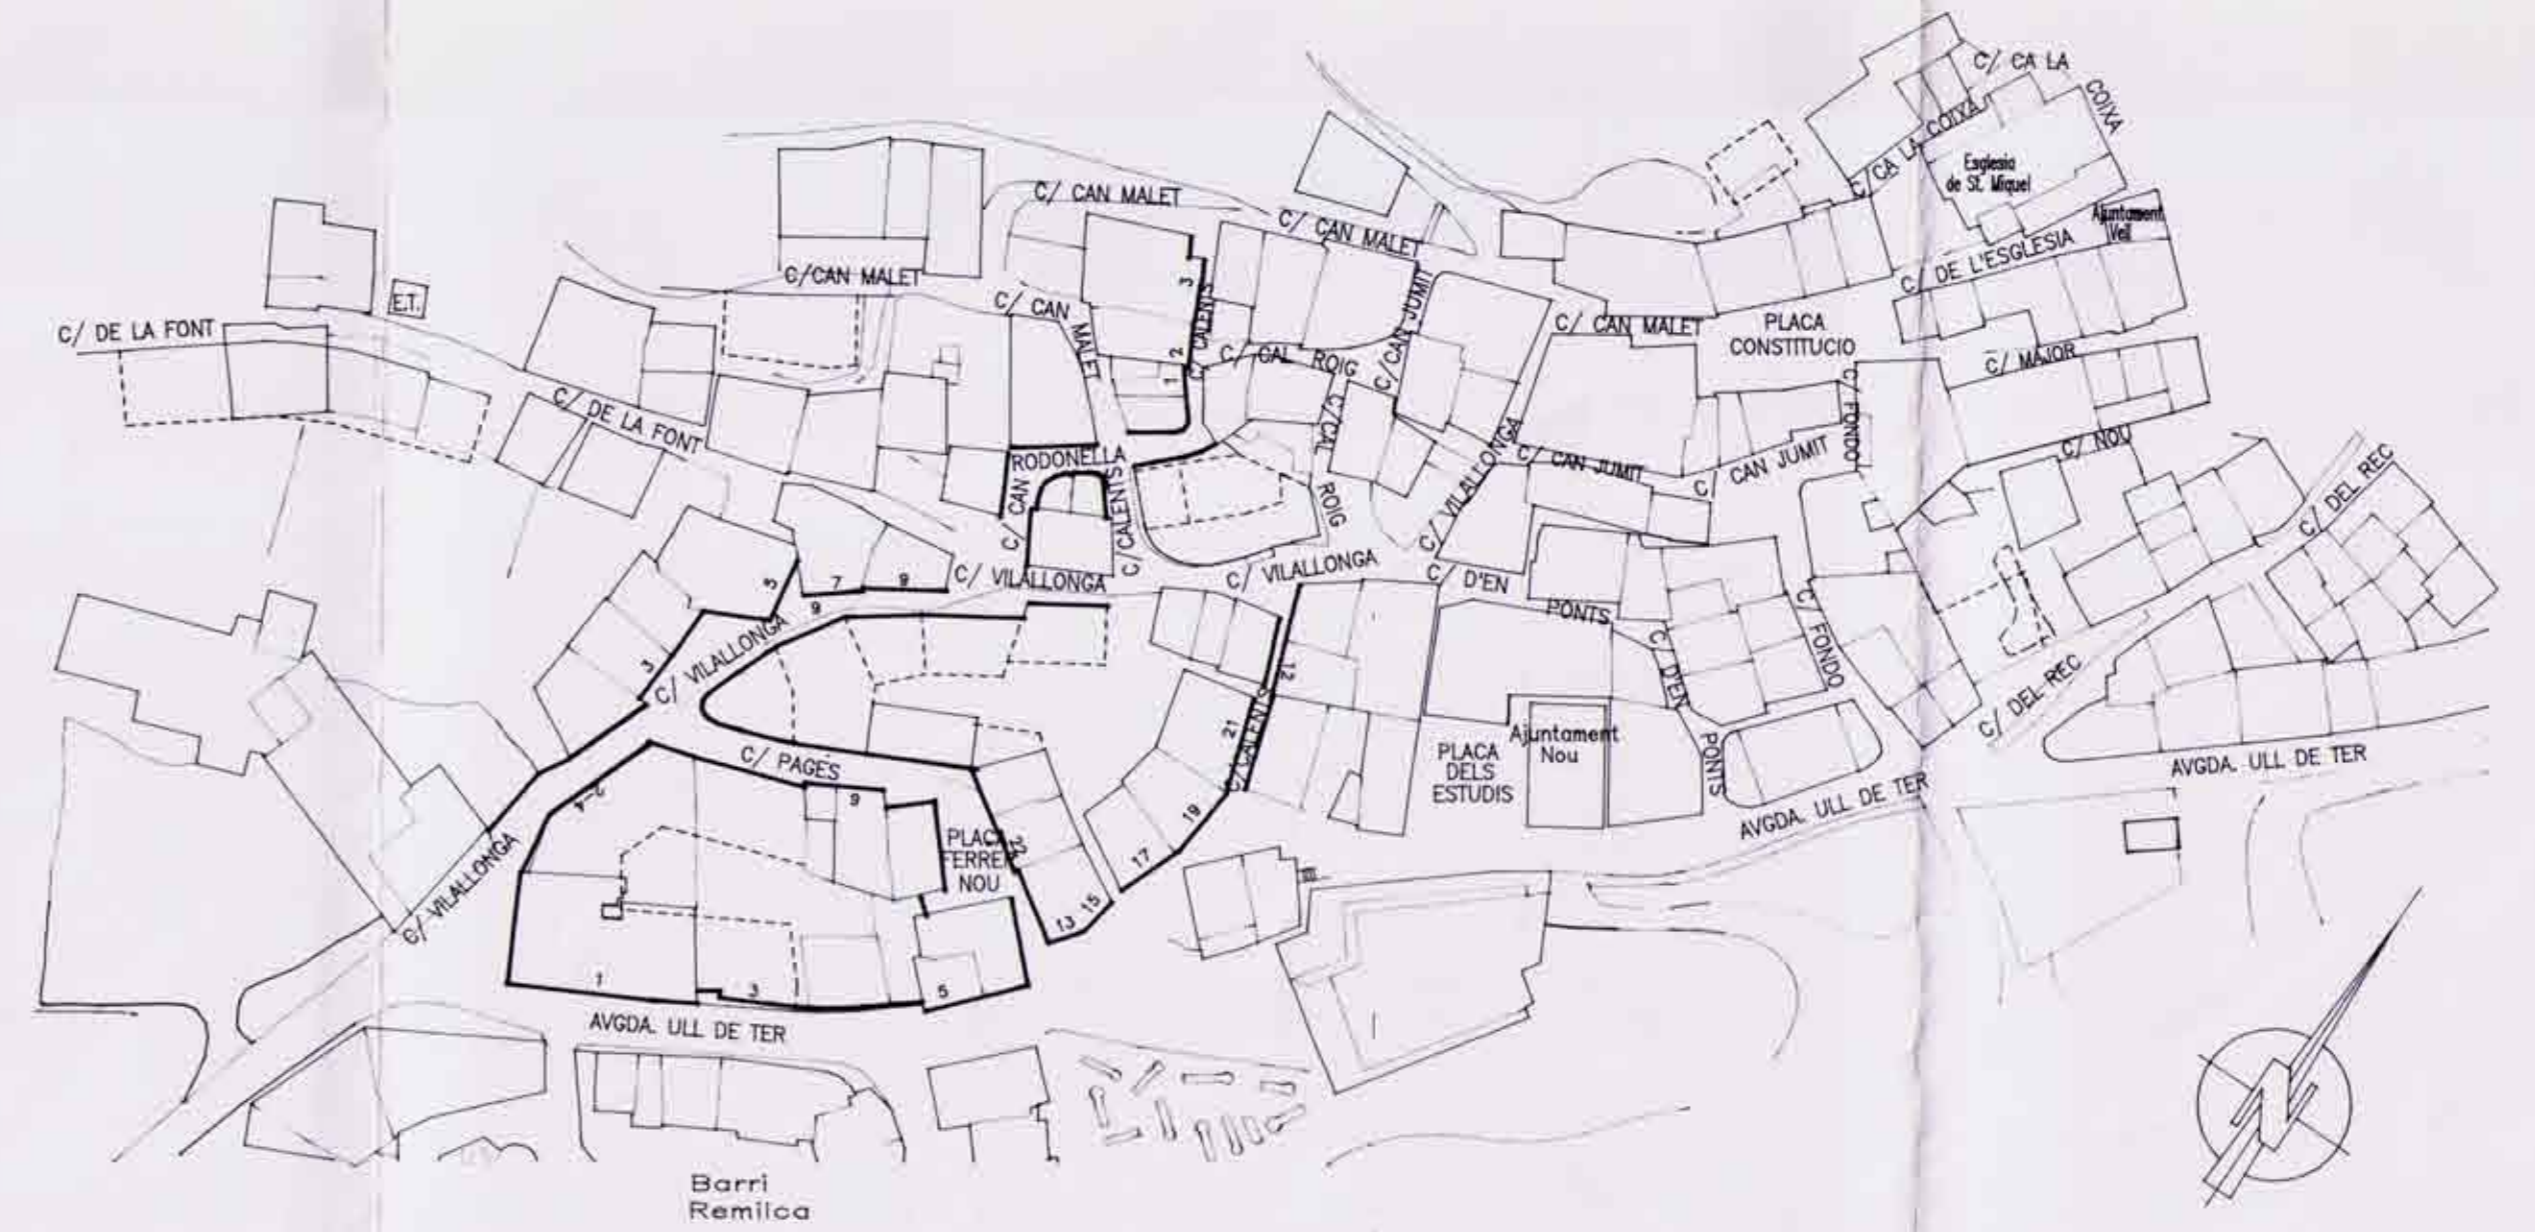 C/ CA LA
COIXA
C/CA LA COIXA
Esglesia
de St. Miquel
Ajuntament
Vell
C/ DE L'ESGLESIA
C/ CAN MALET
C/ CAN MALET
C/CAN MALET
C/ CAN MALET
C/ CAN MALET
E.T.
C/ DE LA FONT
C/ DE LA FONT
3
2
1
C/ CALENTS
C/ CAL ROIG
C/CAN JUMIT
PLACA
CONSTITUCIO
C/ MAJOR
C/ FONDO
C/CAL ROIG
C/ CAN JUMIT
C/ CAN JUMIT
C/ NOU
C/ DEL REC
C/ CAN
RODONELLA
C/CALENTS
C/ VILALLONGA
C/ VILALLONGA
C/ VILALLONGA
C/ D'EN PONTS
C/ D'EN PONTS
C/ FONDO
C/ DEL REC
5
7
9
9
3
C/ VILALLONGA
12
21
C/CALENTS
19
17
C/ PAGES
2-4
6
PLACA
FERRER
NOU
13
15
PLACA
DELS
ESTUDIS
Ajuntament
Nou
AVGDA. ULL DE TER
AVGDA. ULL DE TER
C/ VILALLONGA
1
3
5
AVGDA. ULL DE TER
Barri
Remilca